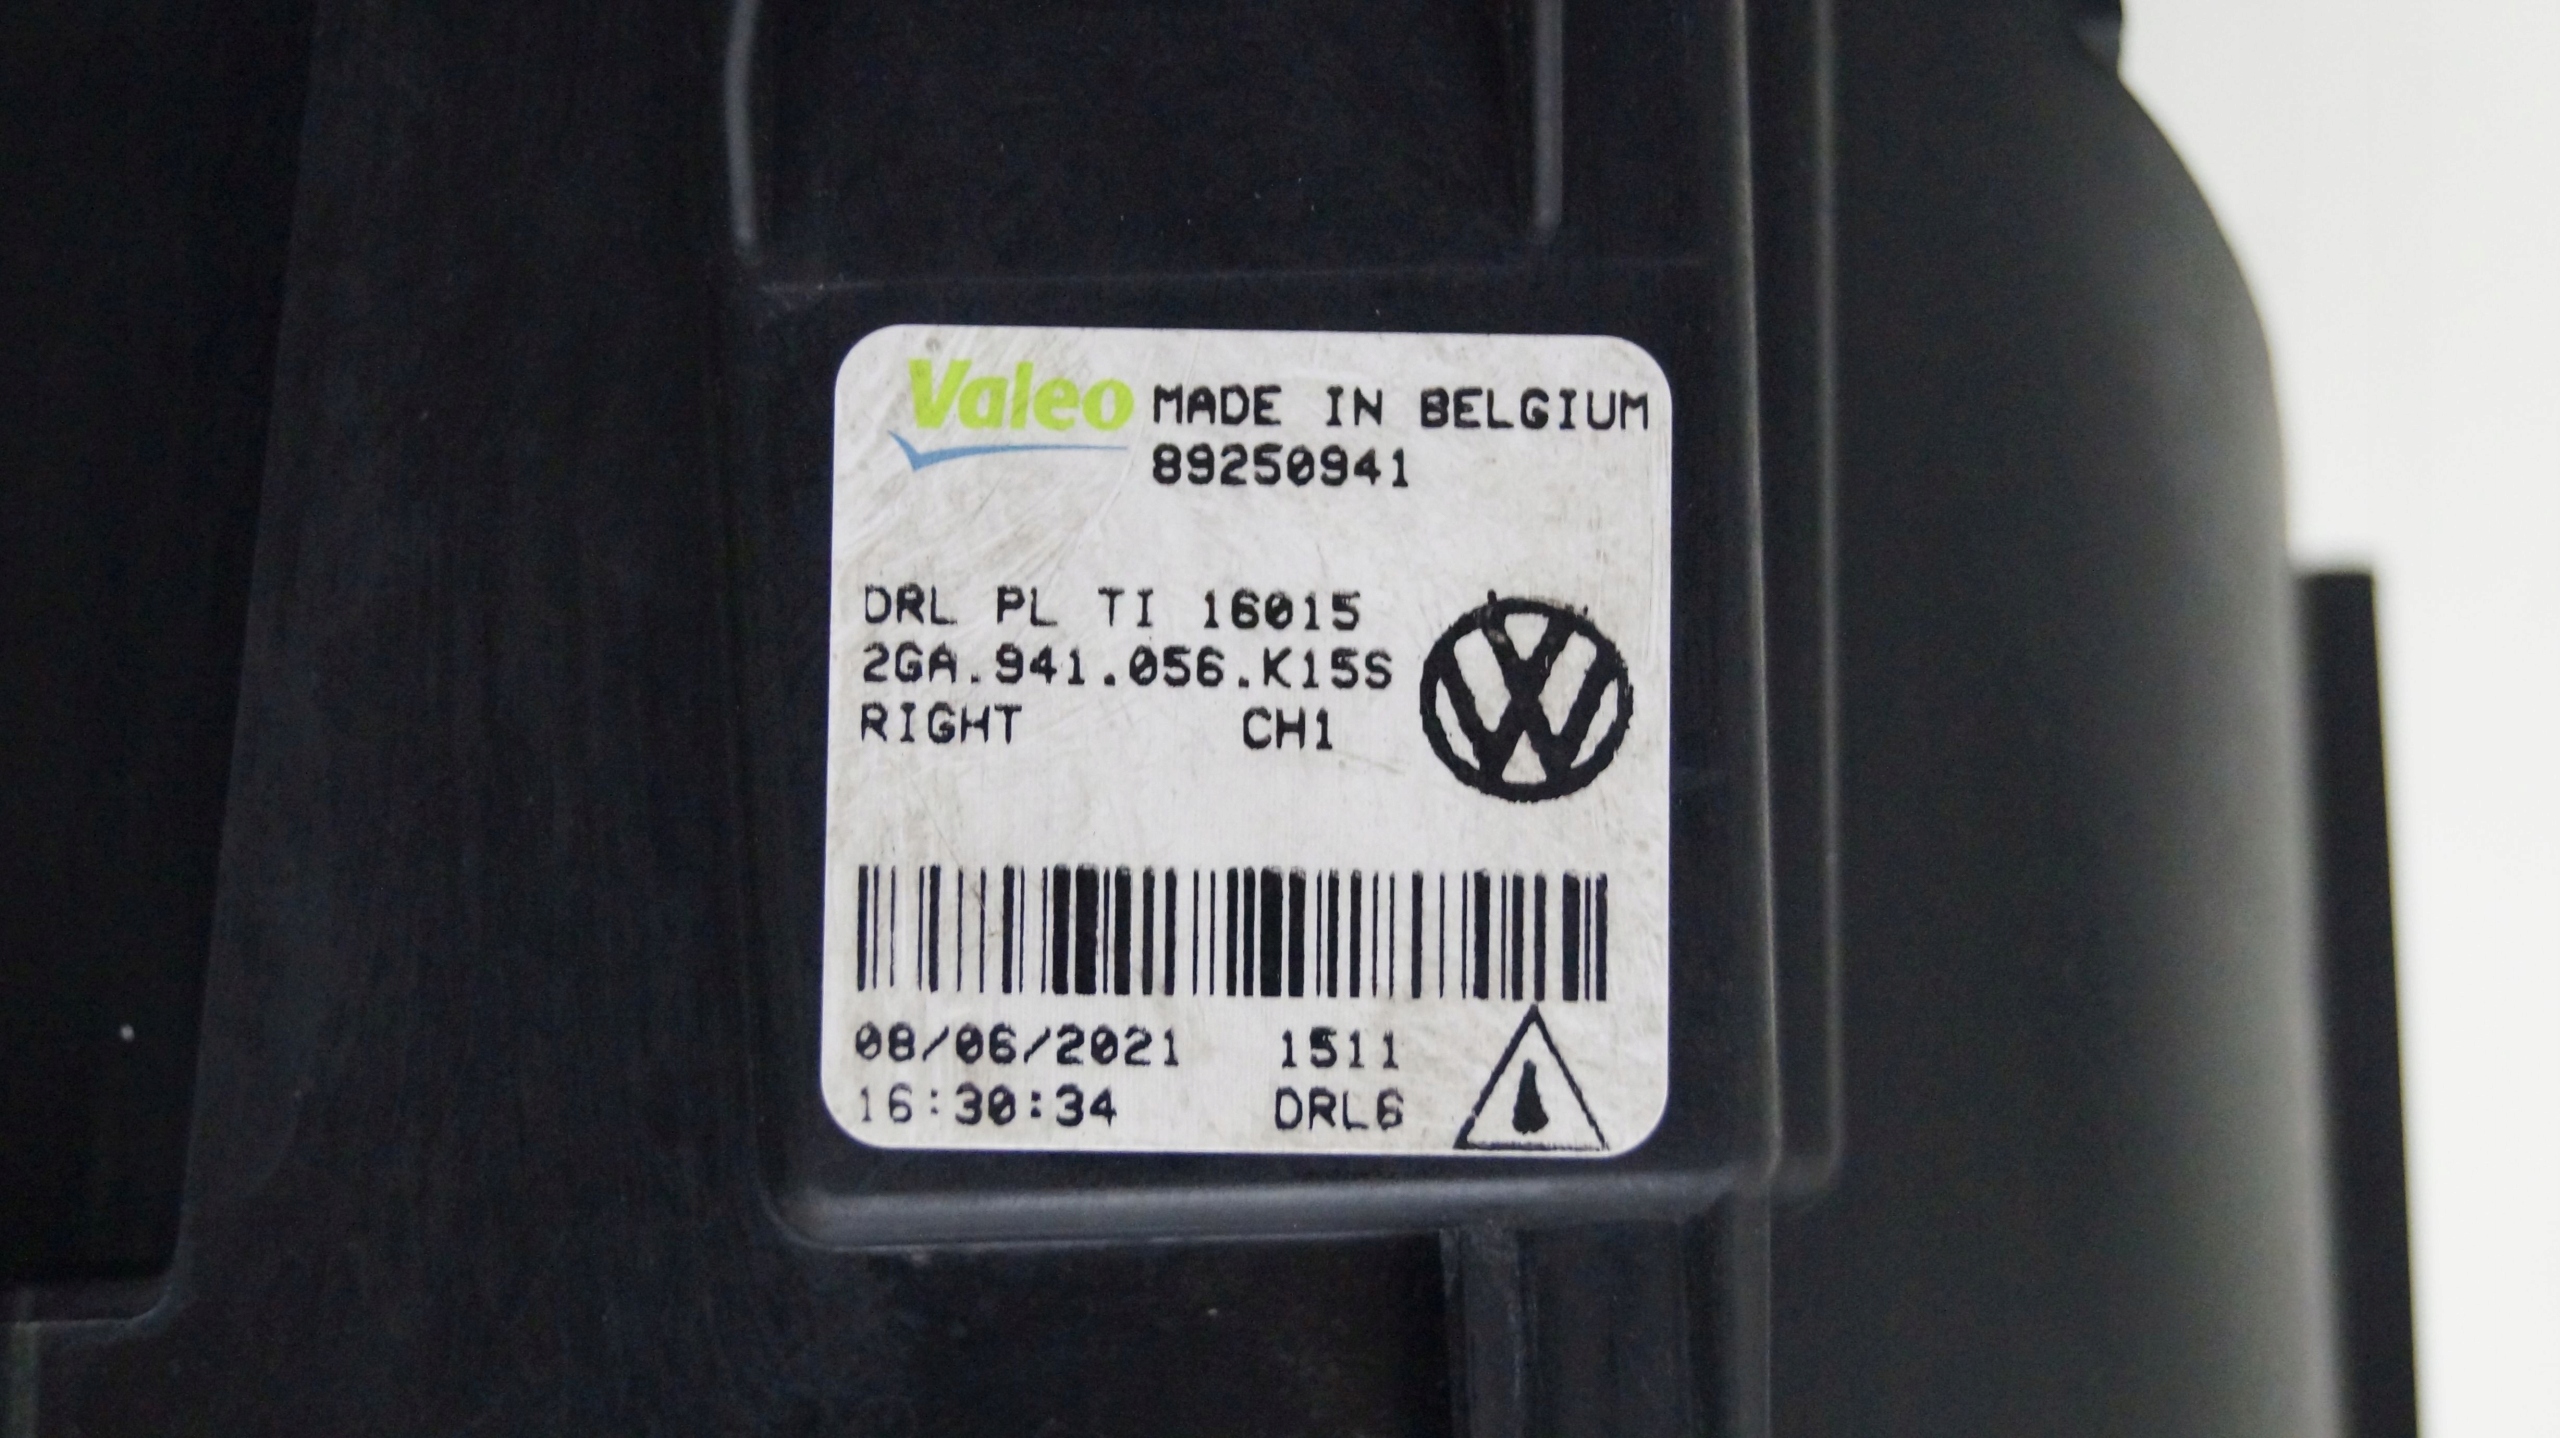 Valeo MADE IN BELGIUM
89250941
DRL PL TI 16015
2GA.941.056.K15S
RIGHT CH1
08/06/2021 1511
16:30:34 DRL6